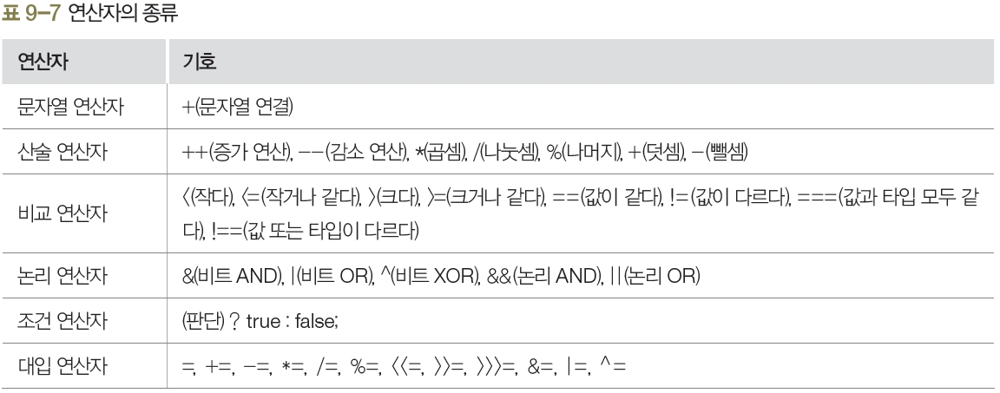 표 9-7 연산자의 종류
연산자 기호
문자열 연산자 +(문자열 연결)
산술 연산자 ++(증가 연산), --(감소 연산), *(곱셈), /(나눗셈), %(나머지), +(덧셈), -(뺄셈)
비교 연산자 <(작다), <=(작거나 같다), >(크다), >=(크거나 같다), ==(값이 같다), !=(값이 다르다), ===(값과 타입 모두 같
다), !==(값 또는 타입이 다르다)
논리 연산자 &(비트 AND), |(비트 OR), ^(비트 XOR), &&(논리 AND), ||(논리 OR)
조건 연산자 (판단) ? true : false;
대입 연산자 =, +=, -=, *=, /=, %=, <<=, >>=, >>>=, &=, |=, ^=